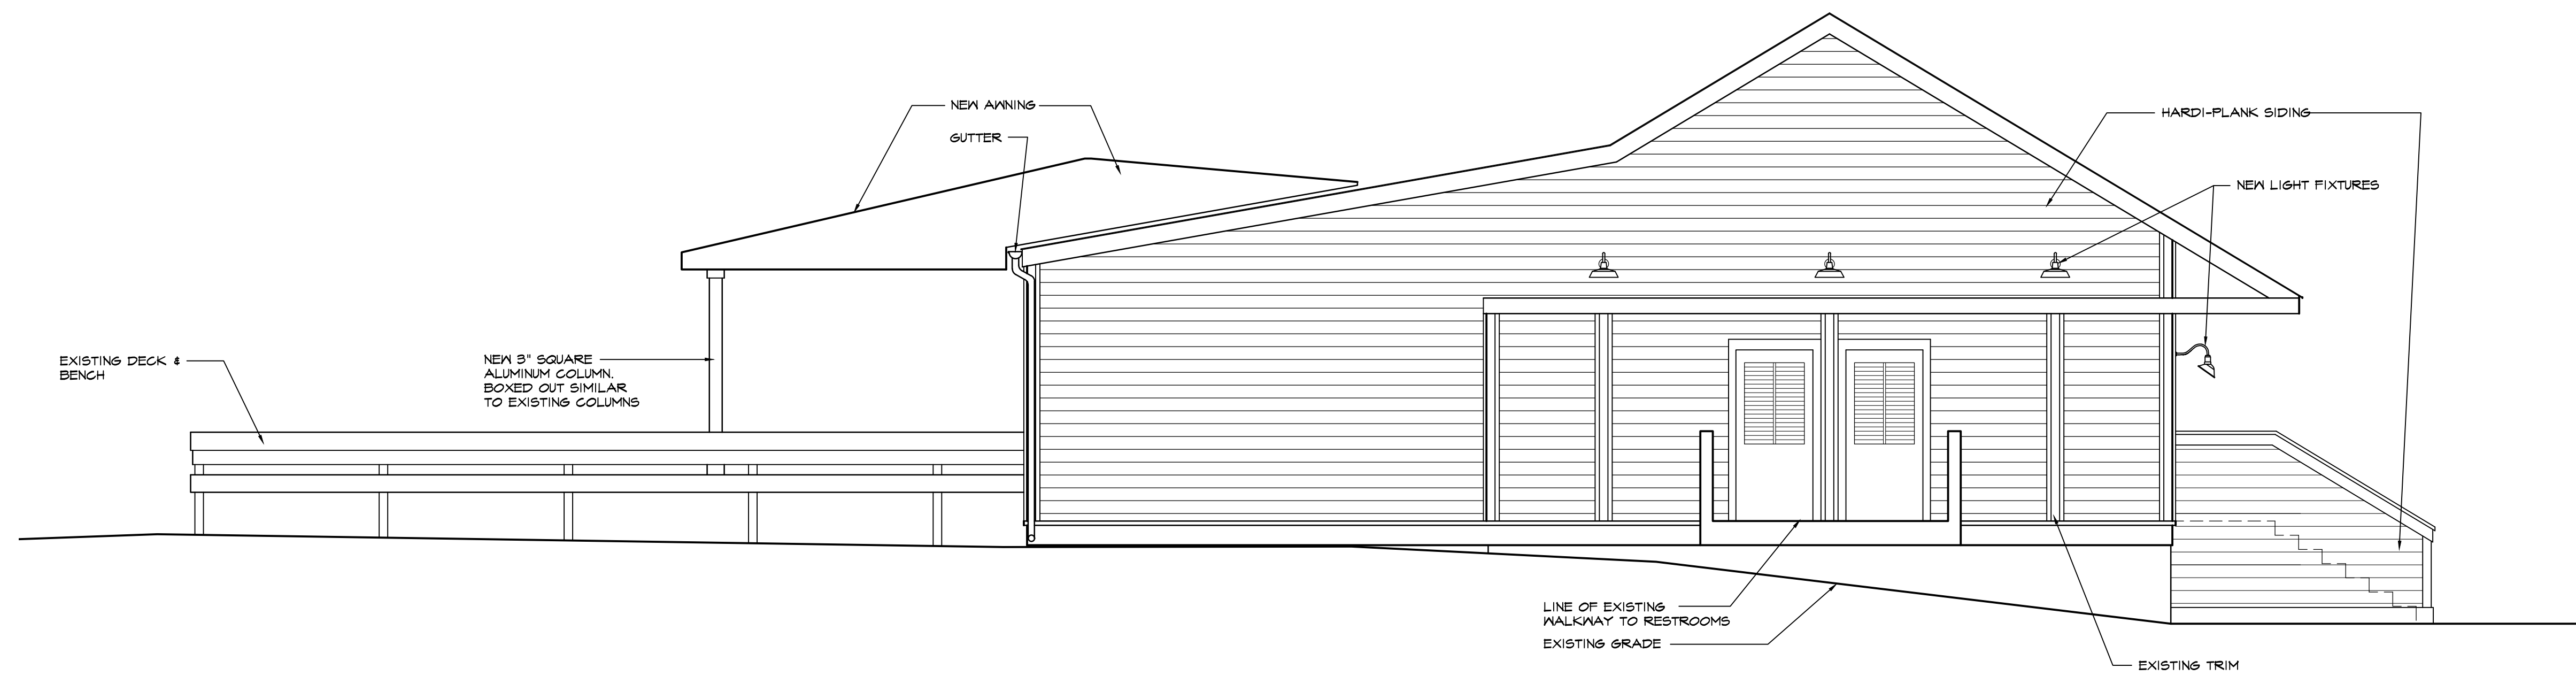 NEW AWNING
GUTTER
HARDI-PLANK SIDING
NEW LIGHT FIXTURES
EXISTING DECK &
BENCH
NEW 3" SQUARE
ALUMINUM COLUMN.
BOXED OUT SIMILAR
TO EXISTING COLUMNS
LINE OF EXISTING
WALKWAY TO RESTROOMS
EXISTING GRADE
EXISTING TRIM